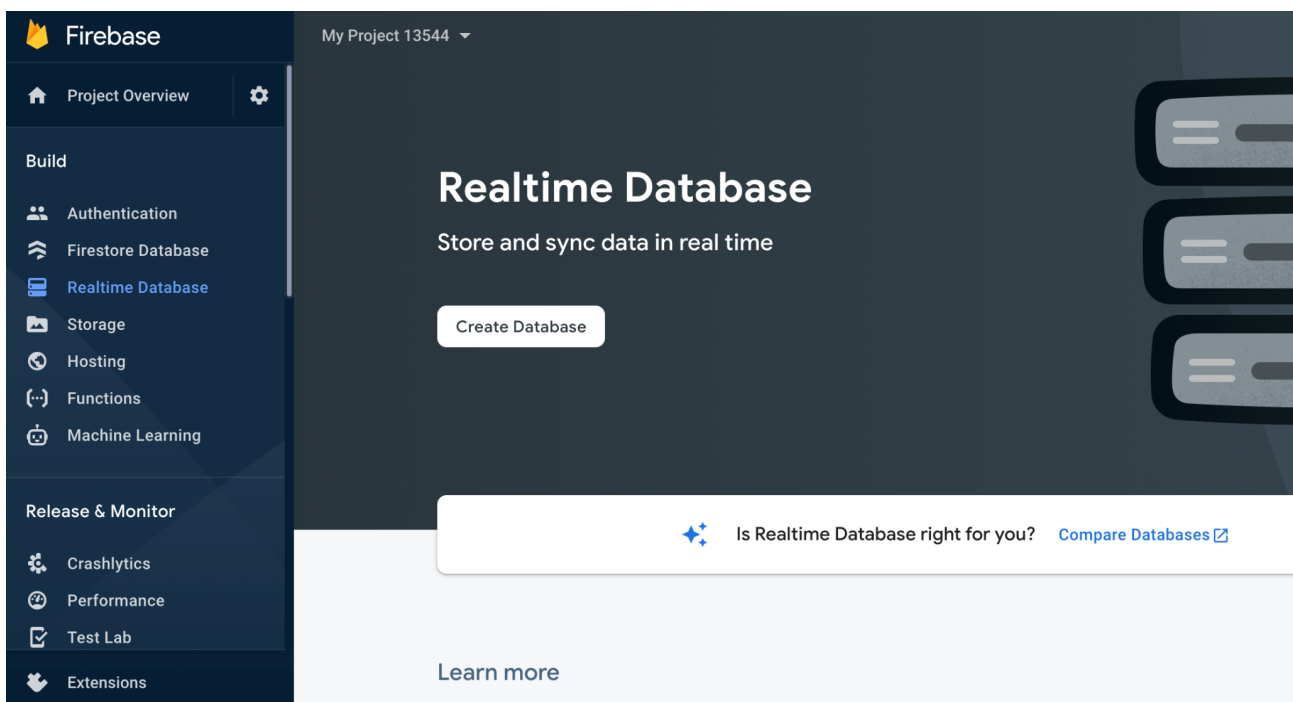 Firebase
Project Overview
Build
Authentication
Firestore Database
Realtime Database
Storage
Hosting
Functions
Machine Learning
Release & Monitor
Crashlytics
Performance
Test Lab
Extensions
My Project 13544
Realtime Database
Store and sync data in real time
Create Database
Is Realtime Database right for you? Compare Databases
Learn more